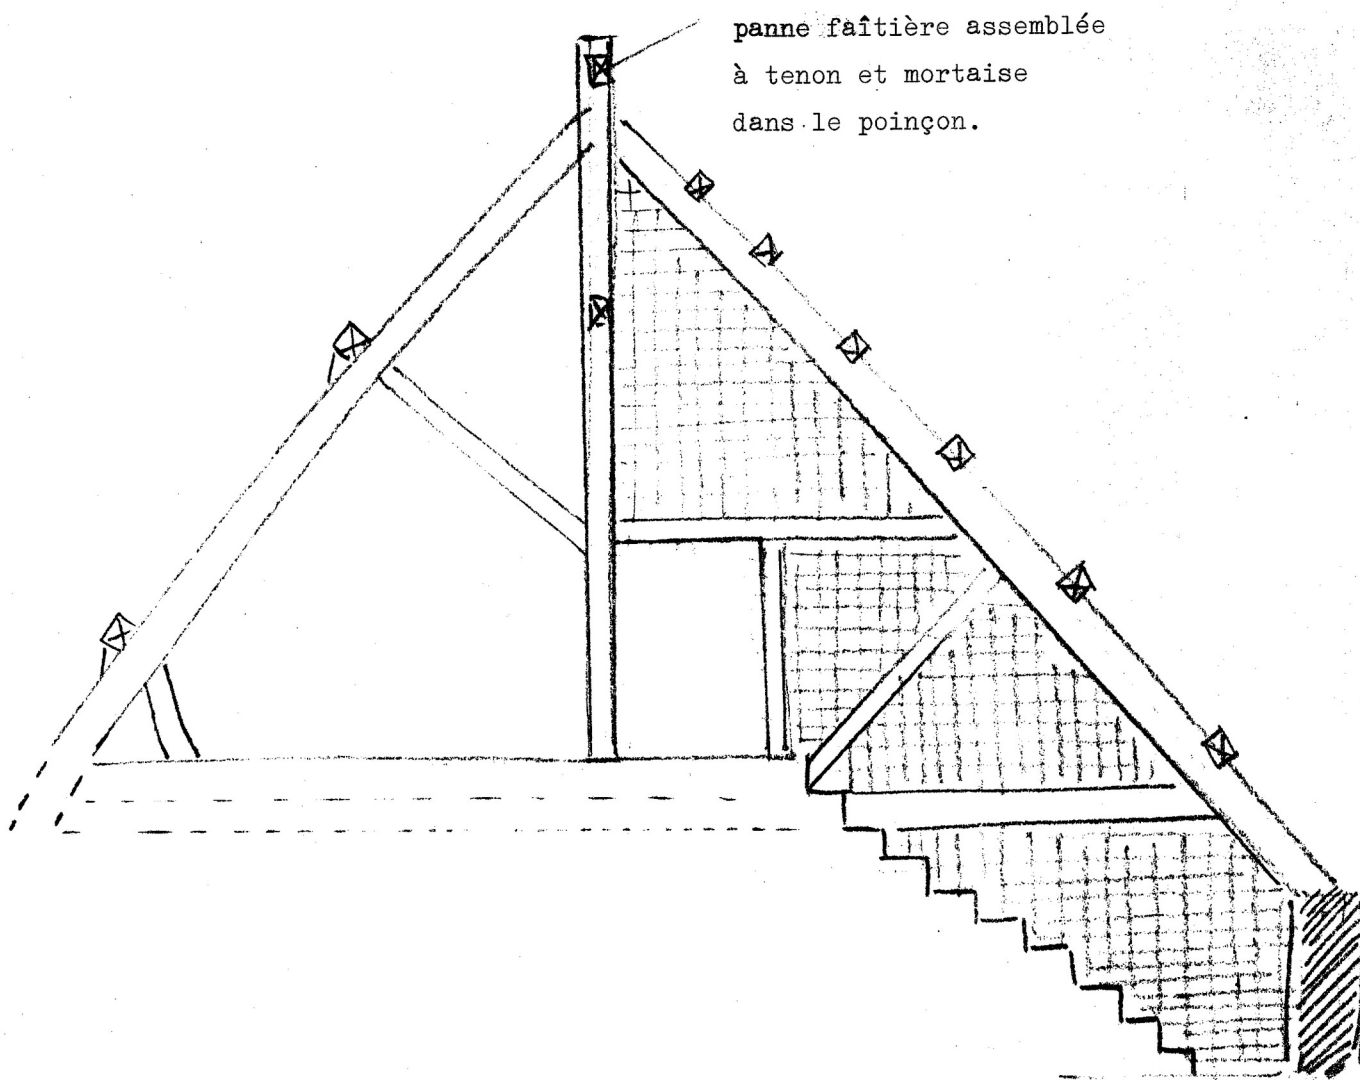 panne faîtière assemblée
à tenon et mortaise
dans le poinçon.